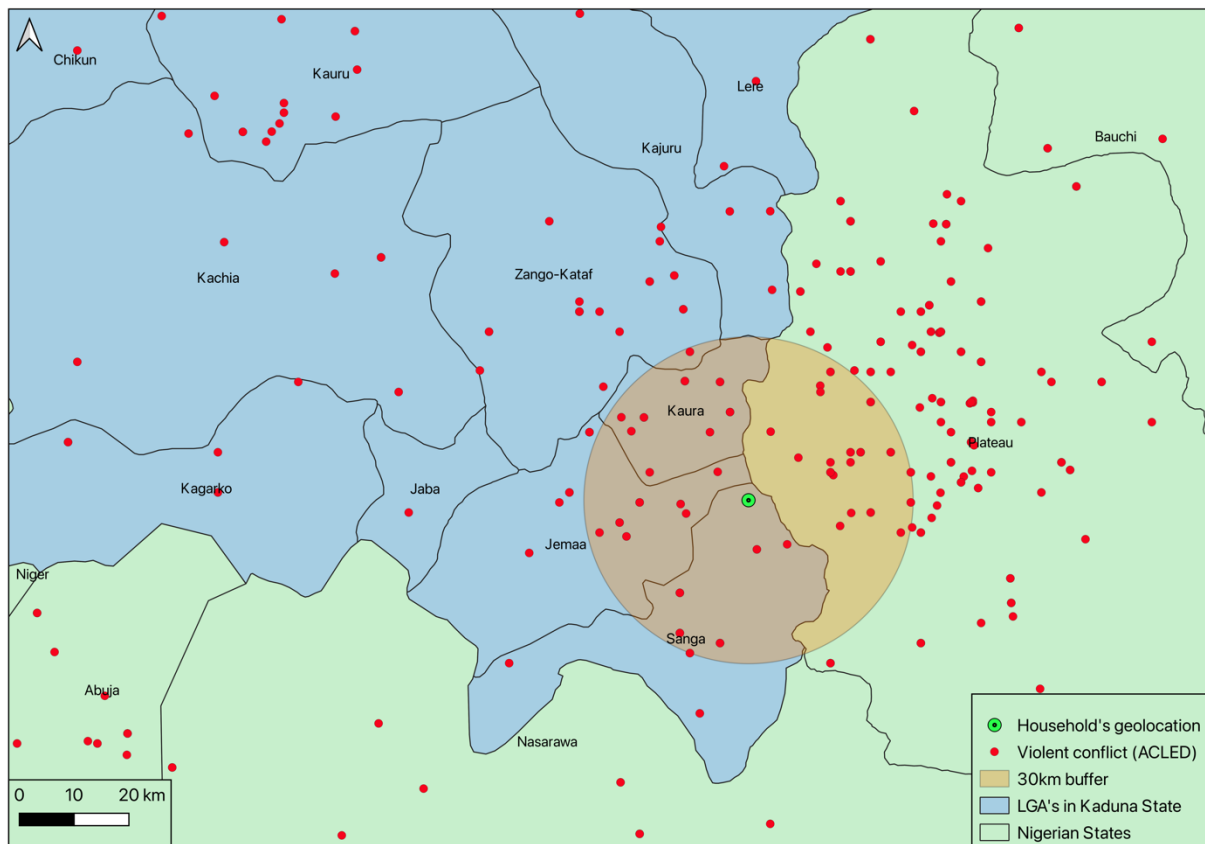 Chikun
Kauru
Lere
Bauchi
Kajuru
Kachia
Zango-Kataf
Kaura
Plateau
Kagarko
Jaba
Jemaa
Niger
Sanga
Abuja
Nasarawa
0 10 20 km
Household's geolocation
Violent conflict (ACLED)
30km buffer
LGA's in Kaduna State
Nigerian States